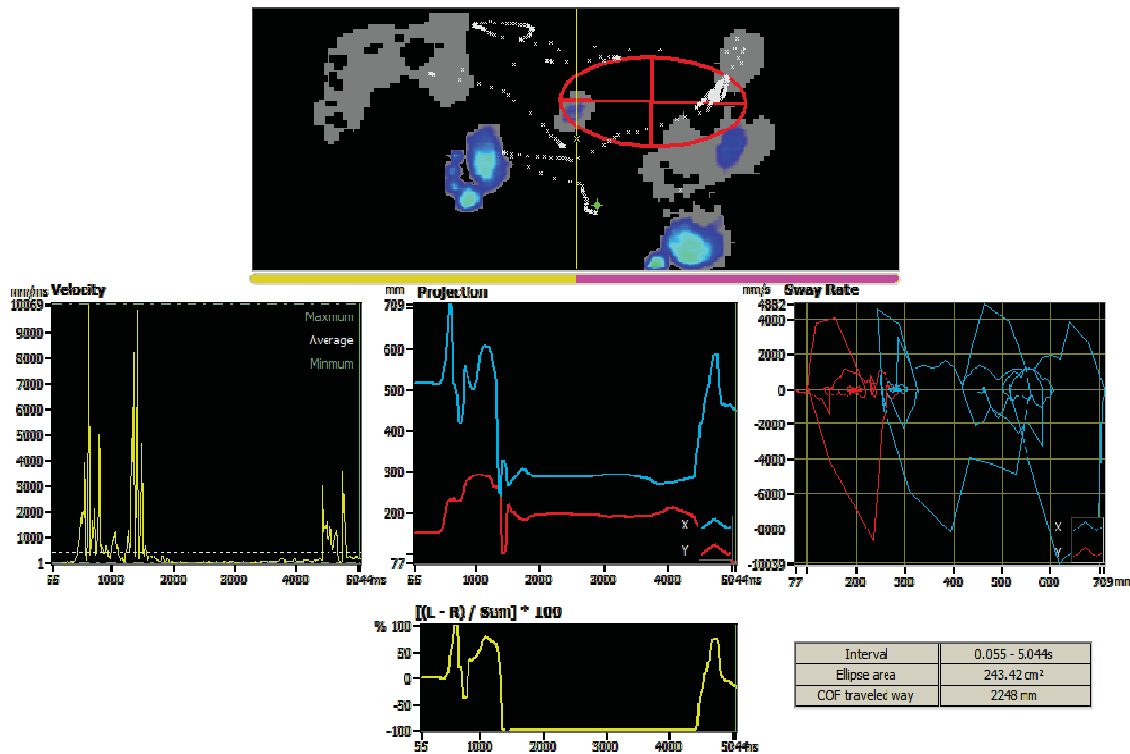 mm/ms Velocity
10069
9000
8000
7000
6000
5000
4000
3000
2000
1000
1
Maxmum
Average
Minmum
55 1000 2000 3000 4000 5044ms
mm Projection
709
600
500
400
300
200
77
X
Y
55 1000 2000 3000 4000 5044ms
mm/s Sway Rate
4882
4000
2000
0
-2000
-4000
-6000
-8000
-10039
X
Y
77 200 300 400 500 600 709mm
[(L - R) / Sum] * 100
% 100
50
0
-50
-100
55 1000 2000 3000 4000 5044ms
Interval 0.055 - 5.044s
Ellipse area 243.42 cm²
COF traveled way 2248 mm